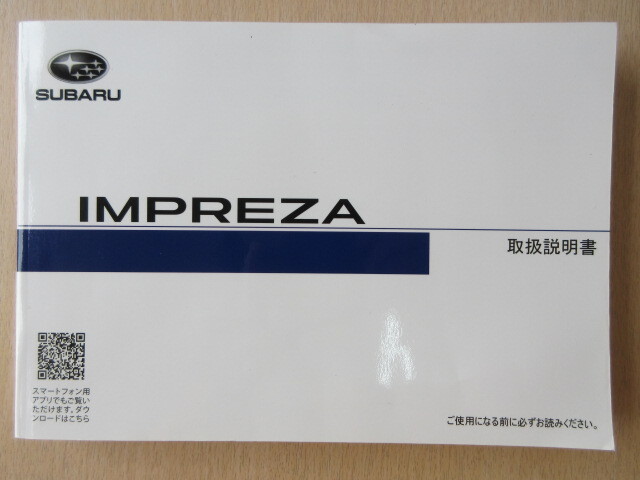 SUBARU
IMPREZA
取扱説明書
スマートフォン用
アプリでもご覧い
ただけます。ダウ
ンロードはこちら
ご使用になる前に必ずお読みください。